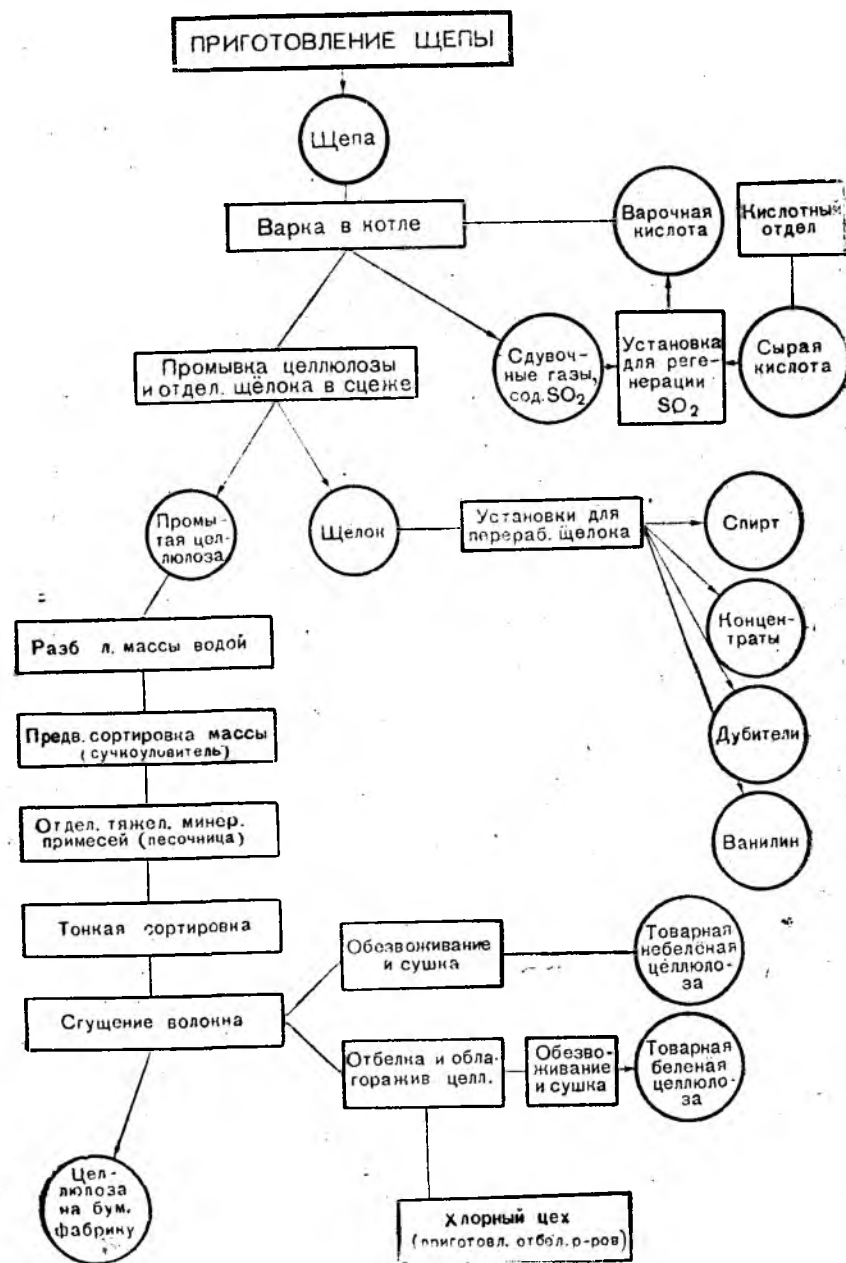 ПРИГОТОВЛЕНИЕ ЩЕПЫ
Щепа
Варка в котле
Варочная
кислота
Кислотный
отдел
Промывка целлюлозы
и отдел. щёлока в сцеже
Сдувоч-
ные газы,
сод. SO2
Установка
для реге-
нерации
SO2
Сырая
кислота
Промы-
тая цел-
люлоза
Щелок
Установки для
перераб. щелока
Спирт
Концен-
траты
Дубители
Ванилин
Разб л. массы водой
Предв. сортировка массы
(сучкоуловитель)
Отдел. тяжел. минер.
примесей (песочница)
Тонкая сортировка
Сгущение волокна
Обезвоживание
и сушка
Товарная
небелёная
целлюло-
за
Отбелка и обла-
горажив целл.
Обезво-
живание
и сушка
Товарная
беленая
целлюло-
за
Цел-
люлоза
на бум.
фабрику
Хлорный цех
(приготовл. отбел. р-ров)